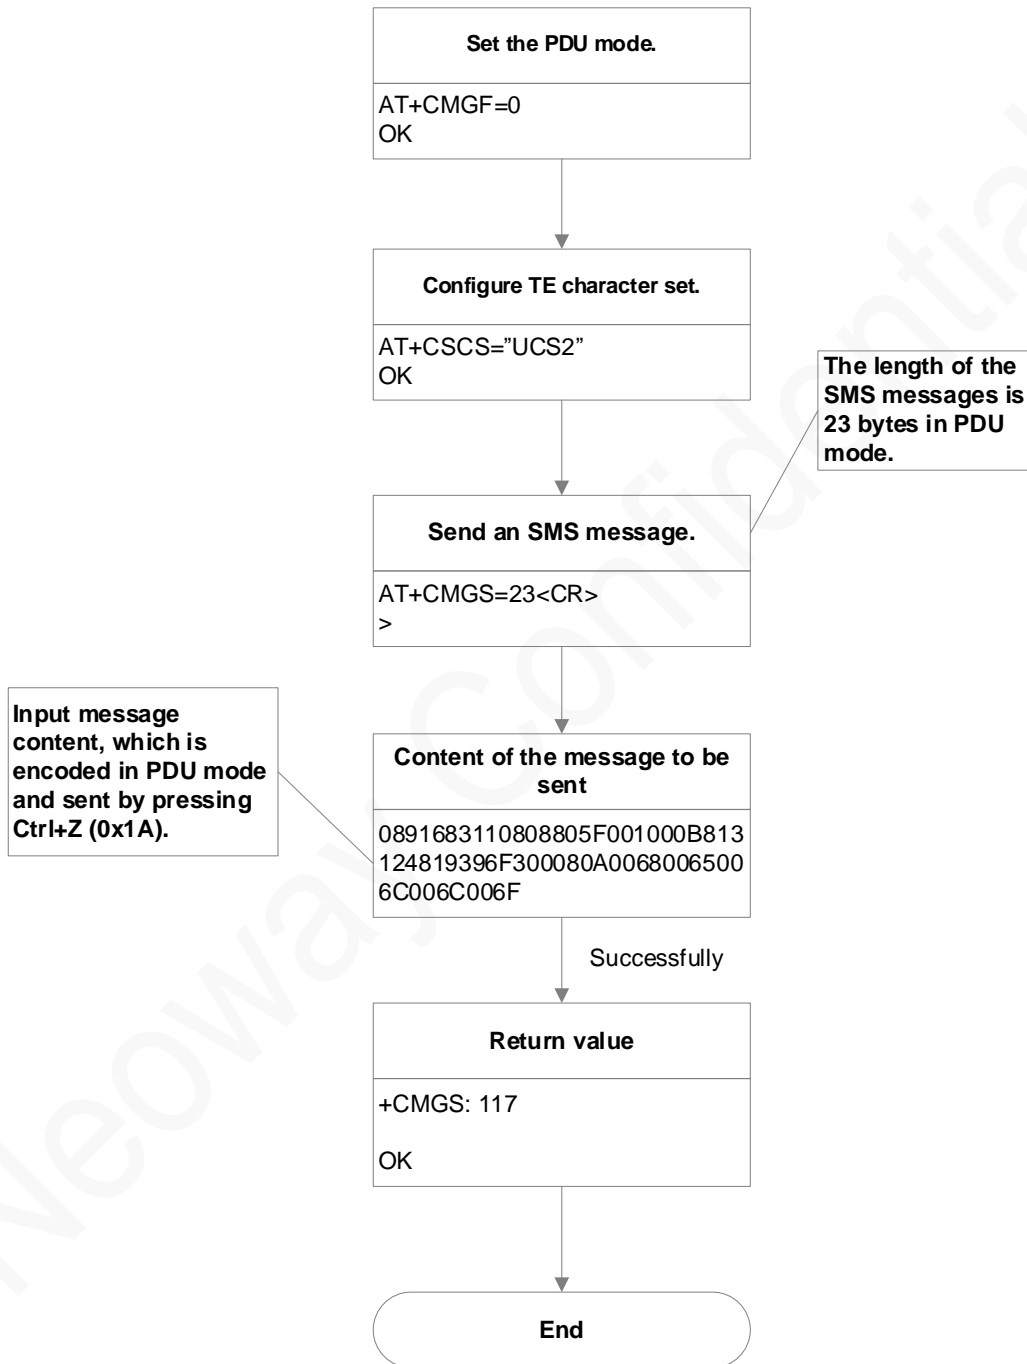 Set the PDU mode.
AT+CMGF=0
OK
Configure TE character set.
AT+CSCS=”UCS2”
OK
The length of the
SMS messages is
23 bytes in PDU
mode.
Send an SMS message.
AT+CMGS=23<CR>
>
Input message
content, which is
encoded in PDU mode
and sent by pressing
Ctrl+Z (0x1A).
Content of the message to be
sent
0891683110808805F001000B813
124819396F300080A0068006500
6C006C006F
Successfully
Return value
+CMGS: 117
OK
End
Neoway Confidential